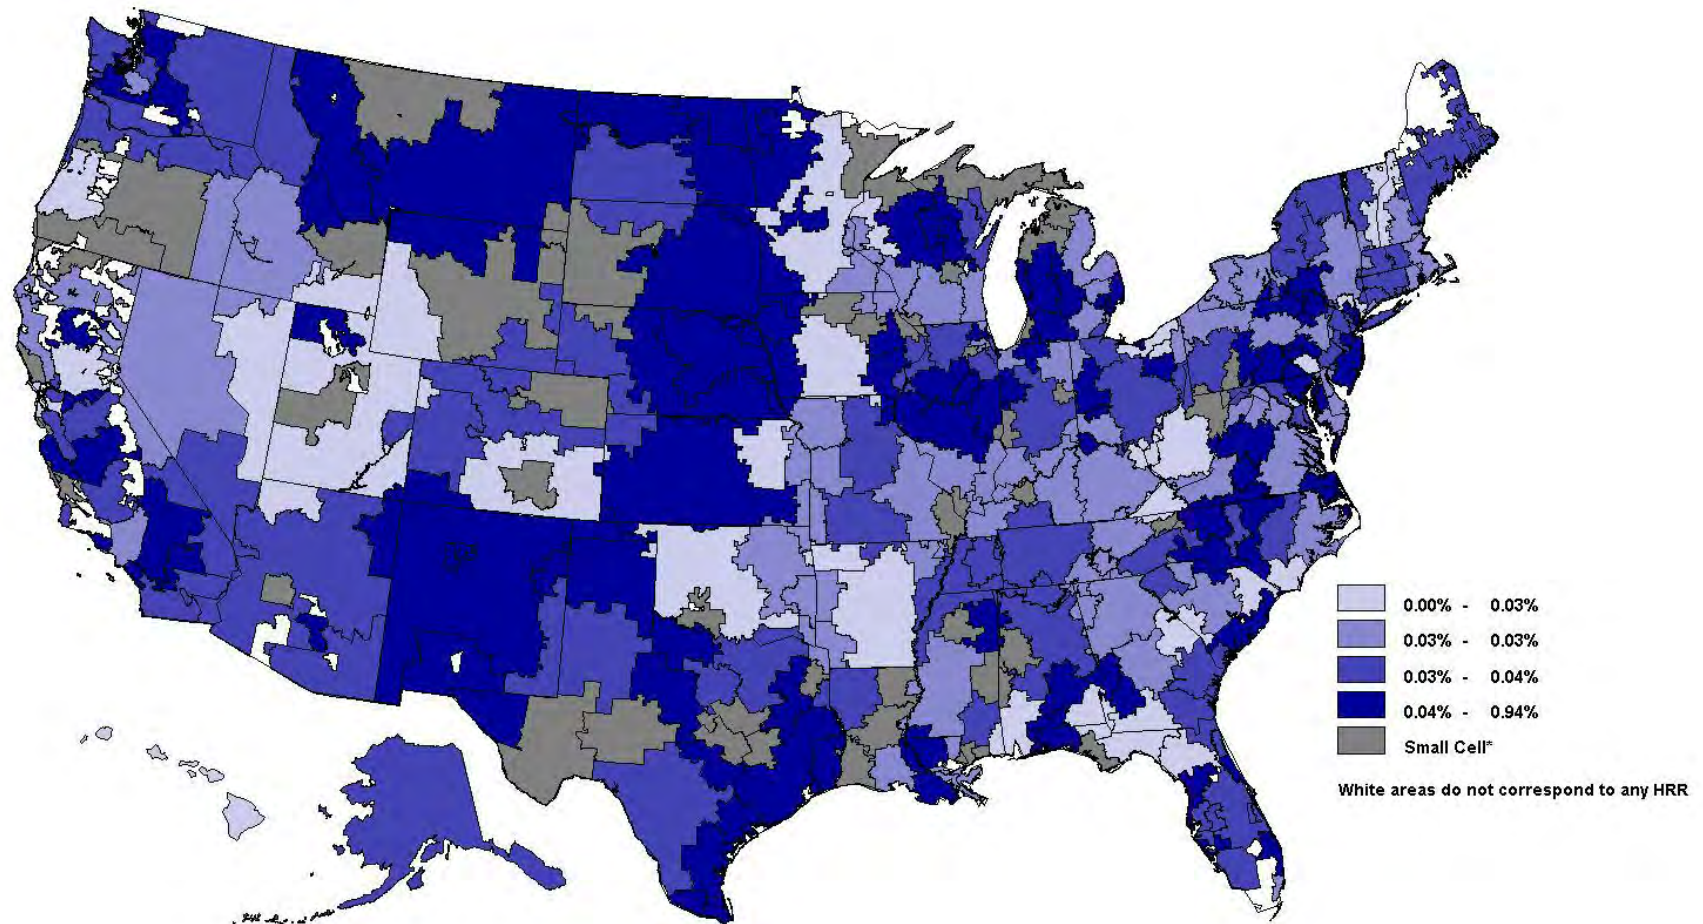 0.00% - 0.03%
0.03% - 0.03%
0.03% - 0.04%
0.04% - 0.94%
Small Cell*
White areas do not correspond to any HRR